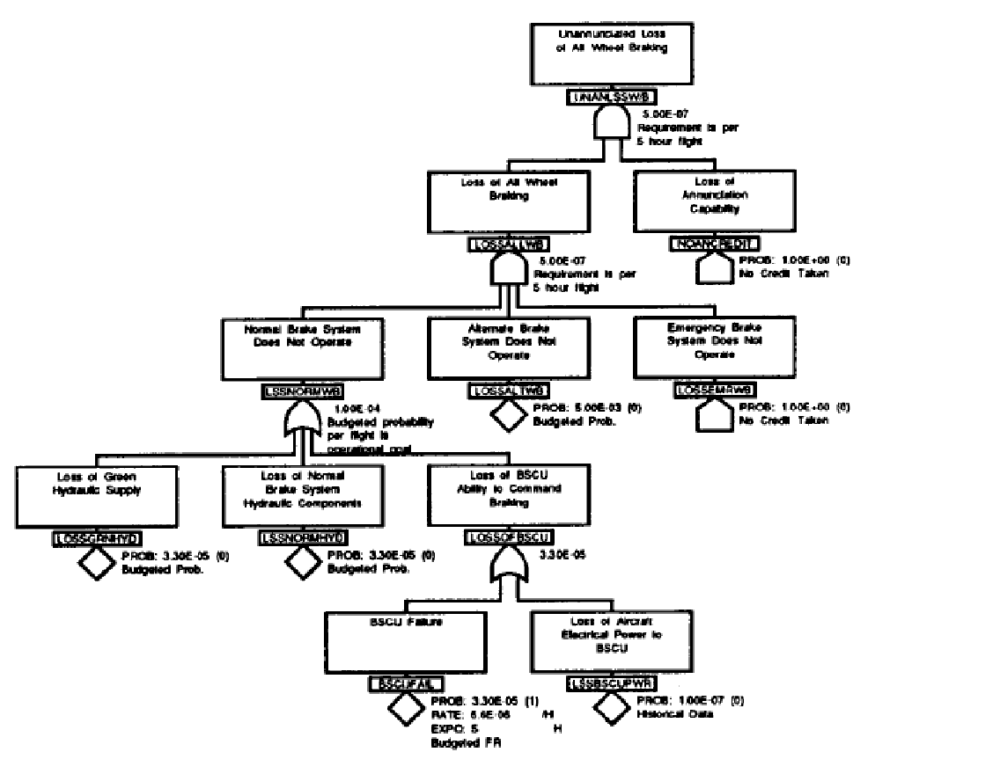 Unannunciated Loss
of All Wheel Braking
UNANLSSWB
5.00E-07
Requirement is per
5 hour flight
Loss of All Wheel
Braking
Loss of
Annunciation
Capability
LOSSALLWB
NOANCREDIT
5.00E-07
Requirement is per
5 hour flight
PROB: 1.00E+00 (0)
No Credit Taken
Normal Brake System
Does Not Operate
Alternate Brake
System Does Not
Operate
Emergency Brake
System Does Not
Operate
LSSNORMWB
LOSSALTWB
LOSSEMRWB
1.00E-04
Budgeted probability
per flight is
operational goal
PROB: 5.00E-03 (0)
Budgeted Prob.
PROB: 1.00E+00 (0)
No Credit Taken
Loss of Green
Hydraulic Supply
Loss of Normal
Brake System
Hydraulic Components
Loss of BSCU
Ability to Command
Braking
LOSSGRNHYD
LSSNORMHYD
LOSSOFBSCU
PROB: 3.30E-05 (0)
Budgeted Prob.
PROB: 3.30E-05 (0)
Budgeted Prob.
3.30E-05
BSCU Failure
Loss of Aircraft
Electrical Power to
BSCU
BSCUFAIL
LSSBSCUPWR
PROB: 3.30E-05 (1)
RATE: 6.6E-06 /H
EXPO: 5 H
Budgeted FR
PROB: 1.00E-07 (0)
Historical Data